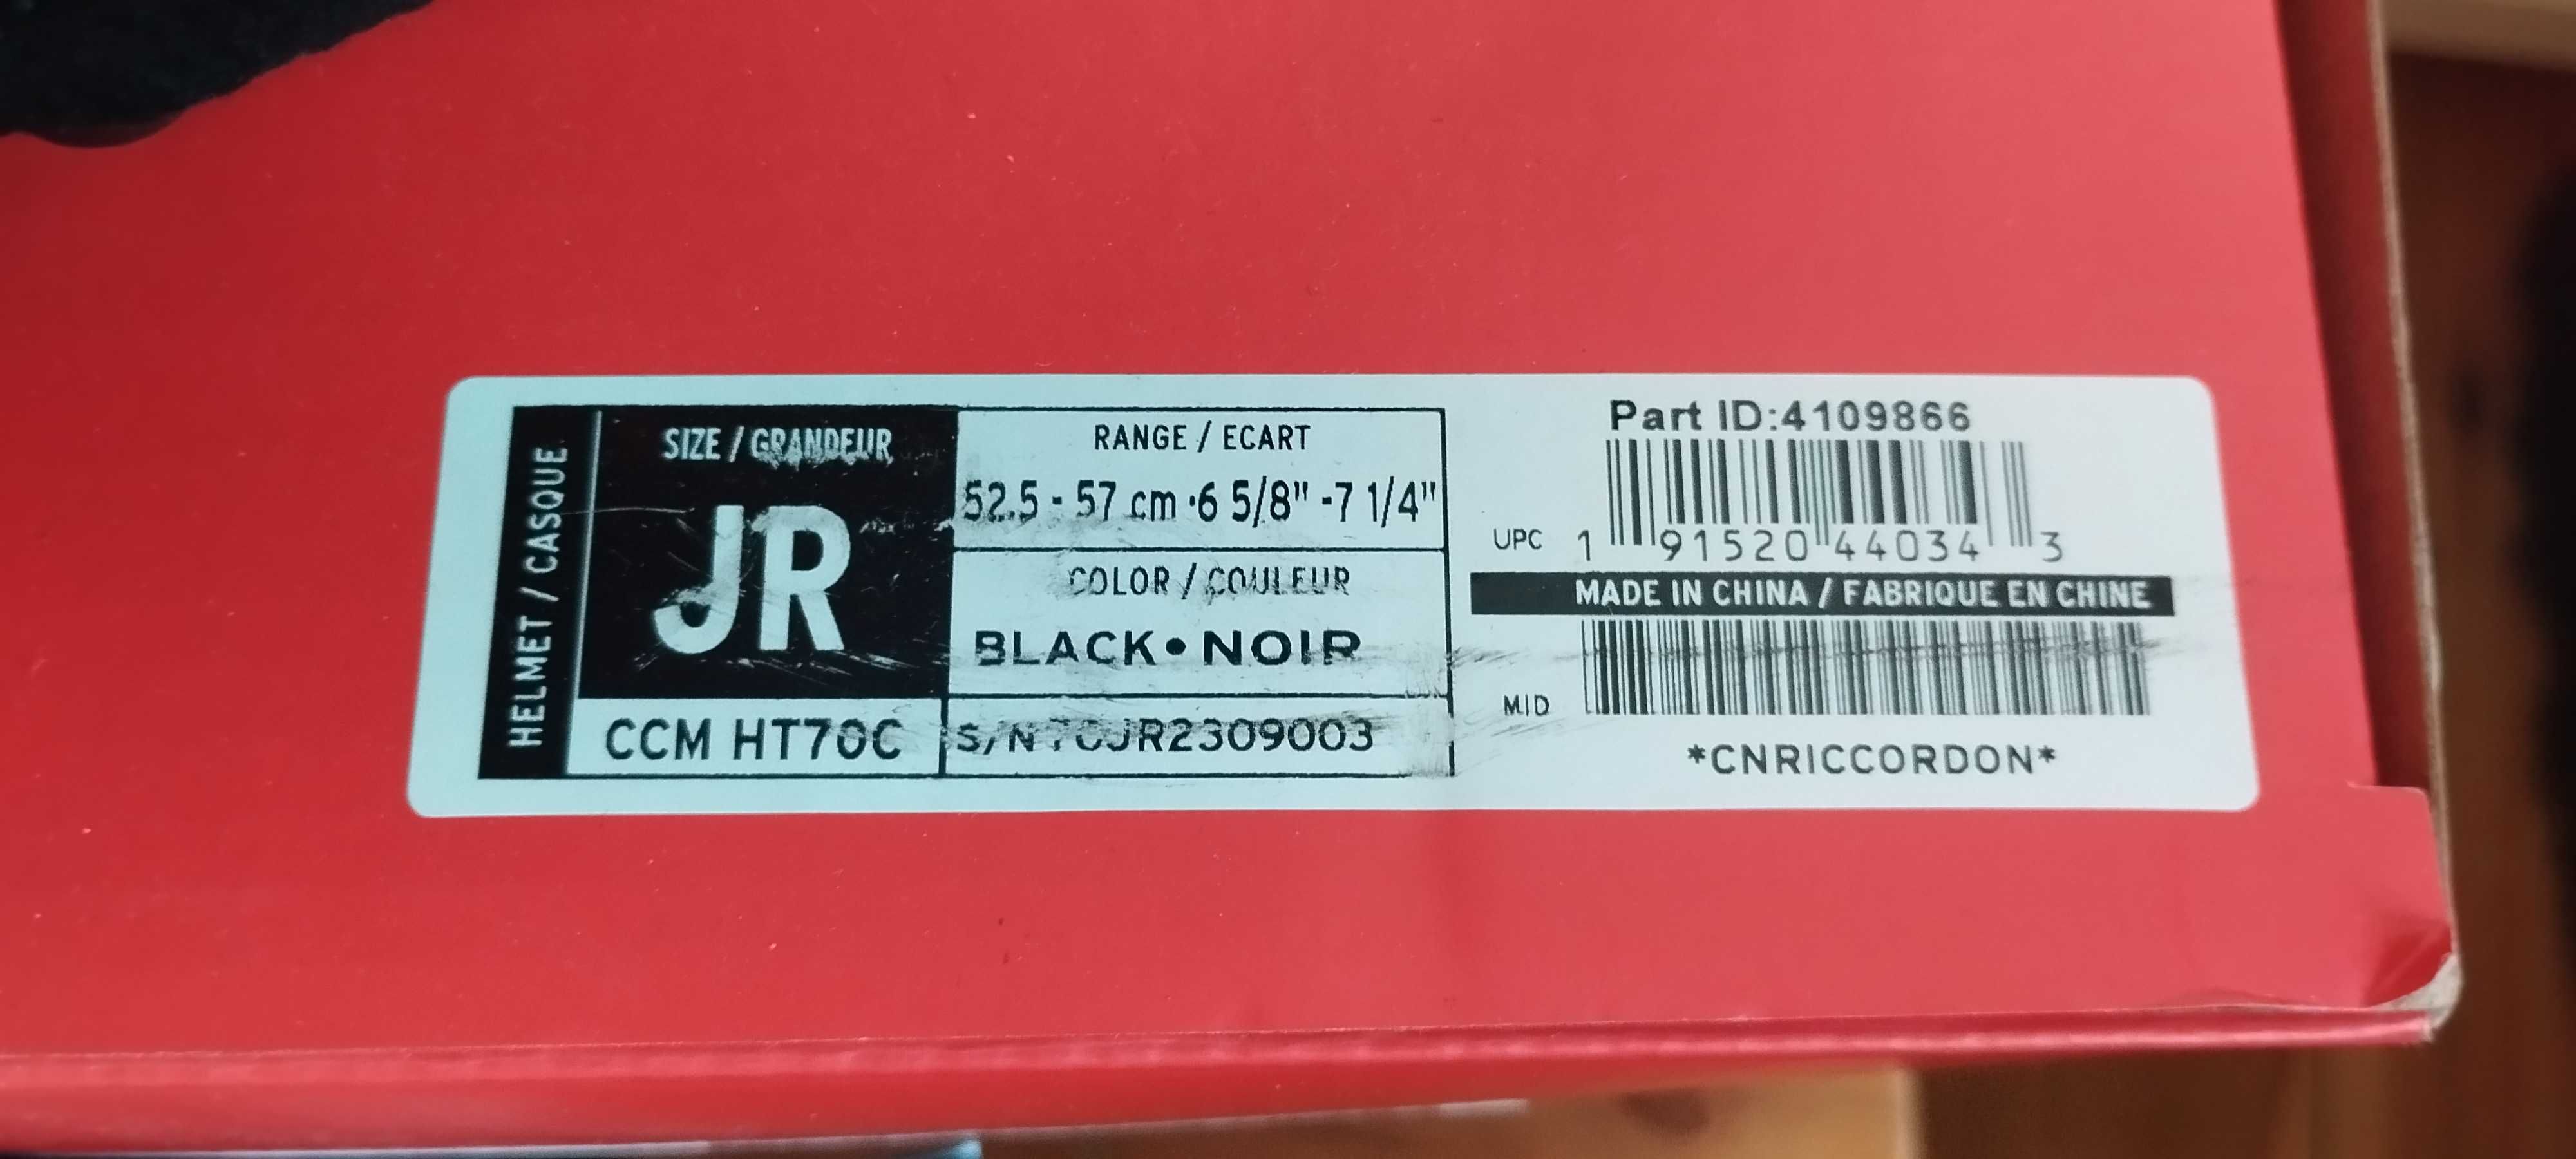 HELMET / CASQUE
SIZE / GRANDEUR
JR
CCM HT70C
RANGE / ECART
52.5 - 57 cm ·6 5/8" -7 1/4"
COLOR / COULEUR
BLACK • NOIR
S/N 70JR2309003
Part ID:4109866
UPC 1 91520 44034 3
MADE IN CHINA / FABRIQUE EN CHINE
MID
*CNRICCORDON*